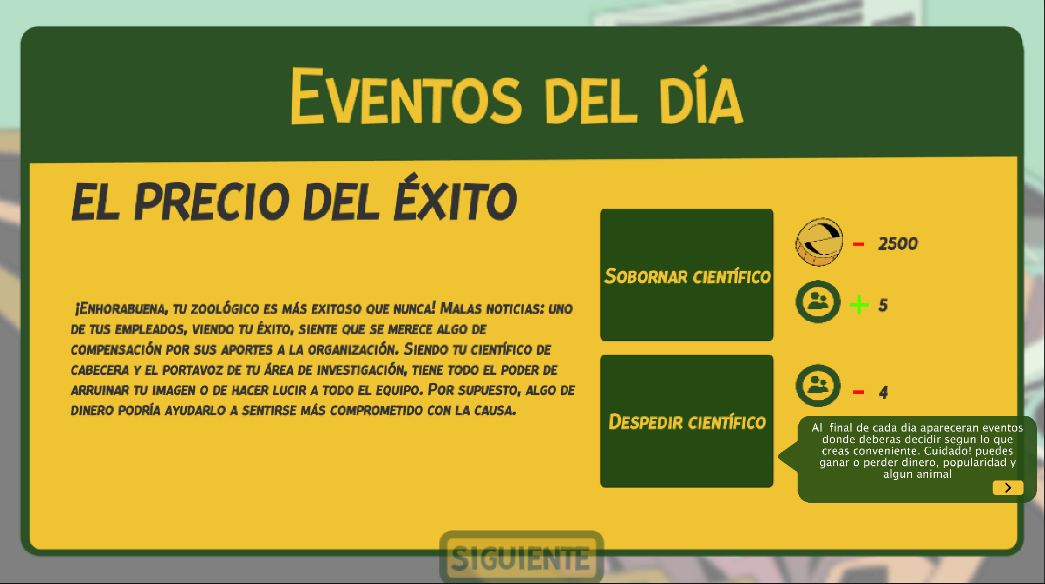 EVENTOS DEL DÍA
EL PRECIO DEL ÉXITO
¡ENHORABUENA, TU ZOOLÓGICO ES MÁS EXITOSO QUE NUNCA! MALAS NOTICIAS: UNO
DE TUS EMPLEADOS, VIENDO TU ÉXITO, SIENTE QUE SE MERECE ALGO DE
COMPENSACIÓN POR SUS APORTES A LA ORGANIZACIÓN. SIENDO TU CIENTÍFICO DE
CABECERA Y EL PORTAVOZ DE TU ÁREA DE INVESTIGACIÓN, TIENE TODO EL PODER DE
ARRUINAR TU IMAGEN O DE HACER LUCIR A TODO EL EQUIPO. POR SUPUESTO, ALGO DE
DINERO PODRÍA AYUDARLO A SENTIRSE MÁS COMPROMETIDO CON LA CAUSA.
SOBORNAR CIENTÍFICO
- 2500
+ 5
DESPEDIR CIENTÍFICO
- 4
Al final de cada dia apareceran eventos
donde deberas decidir segun lo que
creas conveniente. Cuidado! puedes
ganar o perder dinero, popularidad y
algun animal
SIGUIENTE